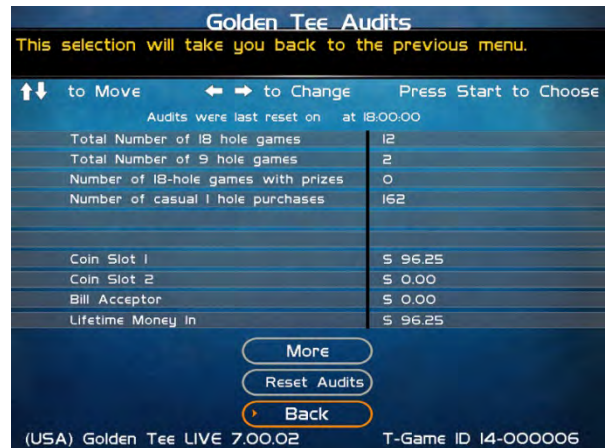 Golden Tee Audits
This selection will take you back to the previous menu.
to Move to Change Press Start to Choose
Audits were last reset on at 18:00:00
Total Number of 18 hole games 12
Total Number of 9 hole games 2
Number of 18-hole games with prizes 0
Number of casual 1 hole purchases 162
Coin Slot 1 $ 96.25
Coin Slot 2 $ 0.00
Bill Acceptor $ 0.00
Lifetime Money In $ 96.25
More
Reset Audits
Back
(USA) Golden Tee LIVE 7.00.02 T-Game ID 14-000006